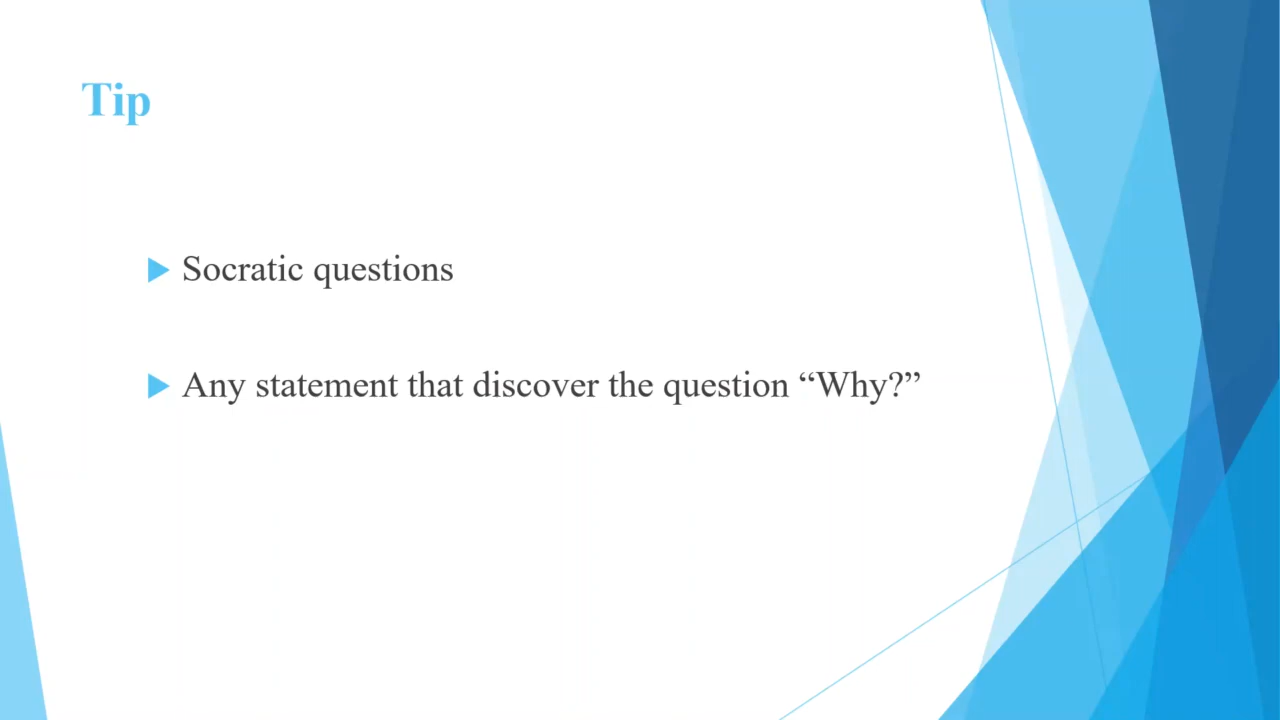 Tip
Socratic questions
Any statement that discover the question “Why?”